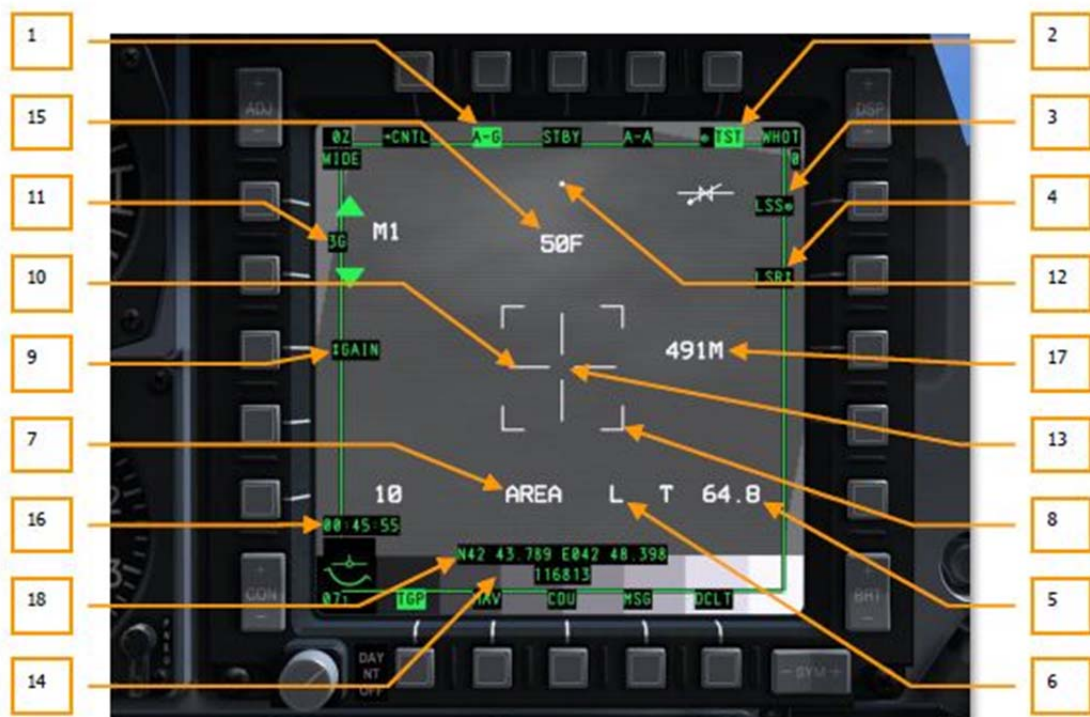 1
2
ADJ
DSP
3
15
0Z →CNTL A-G STBY A-A TST WHOT
WIDE 0
LSS
11
4
3G M1 50F
LSR↕
10
12
↕GAIN 491M
9
17
7
13
10 AREA L T 64.8
16
8
00:45:55
N42 43.789 E042 48.398
116813
CON
BRT
18
5
TGP NAV CDU MSG DCLT
DAY
NT
OFF
- SYM +
14
6